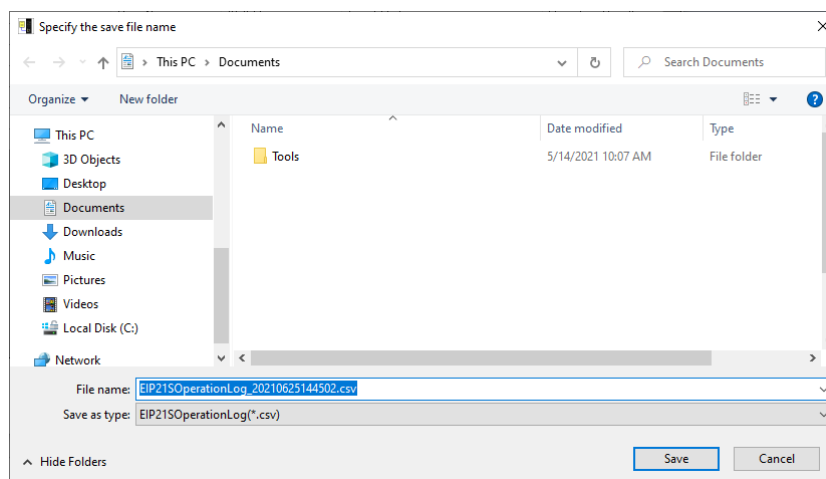 Specify the save file name
This PC > Documents
Search Documents
Organize
New folder
?
This PC
3D Objects
Desktop
Documents
Downloads
Music
Pictures
Videos
Local Disk (C:)
Network
Name Date modified Type
Tools 5/14/2021 10:07 AM File folder
File name: EIP21SOperationLog_20210625144502.csv
Save as type: EIP21SOperationLog(*.csv)
Hide Folders
Save
Cancel